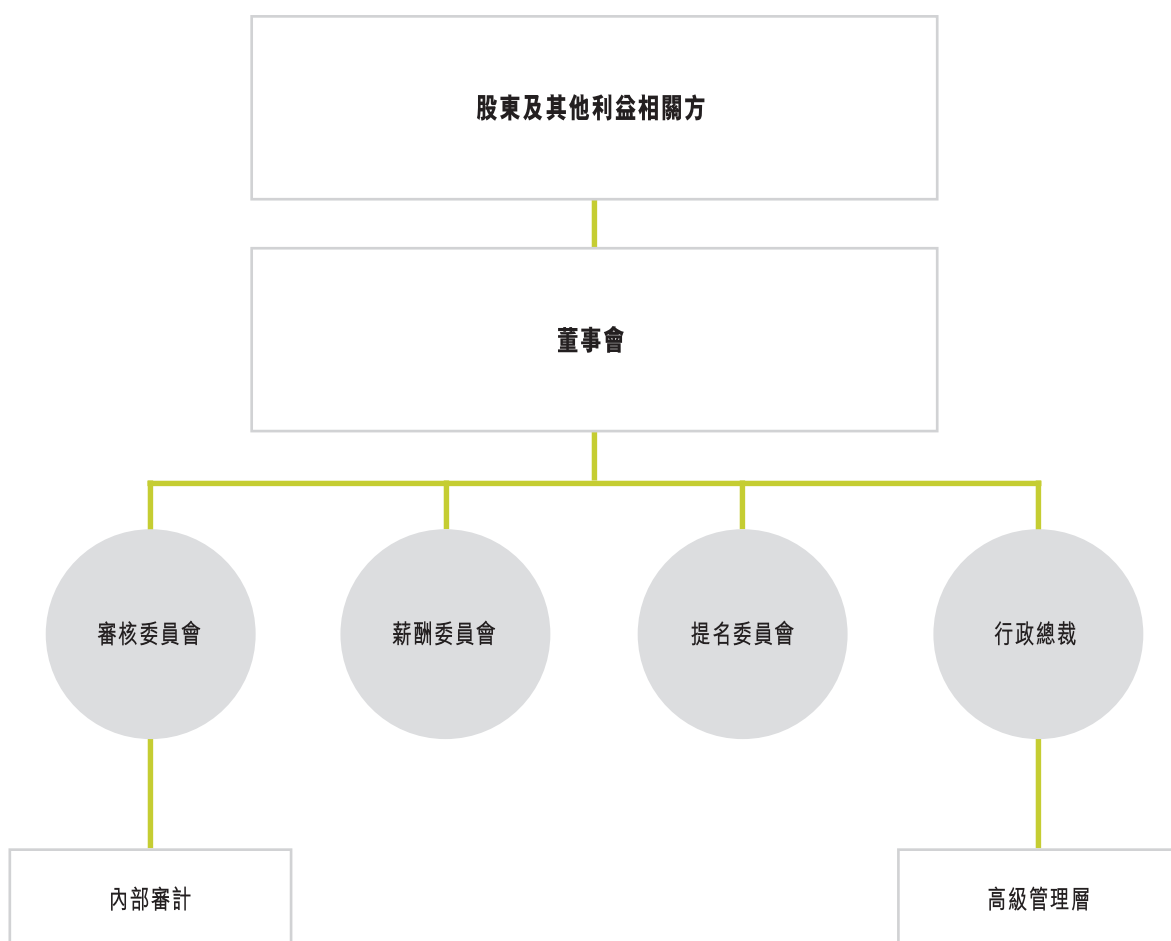 股東及其他利益相關方
董事會
審核委員會
薪酬委員會
提名委員會
行政總裁
內部審計
高級管理層